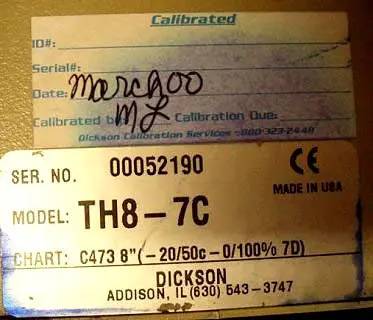 Calibrated
ID#:
Serial#:
Date: March 00
Calibrated by: ML Calibration Due:
Dickson Calibration Services - 800-323-2448
SER. NO. 00052190 CE
MADE IN USA
MODEL: TH8-7C
CHART: C473 8"(-20/50c-0/100% 7D)
DICKSON
ADDISON, IL (630) 543-3747